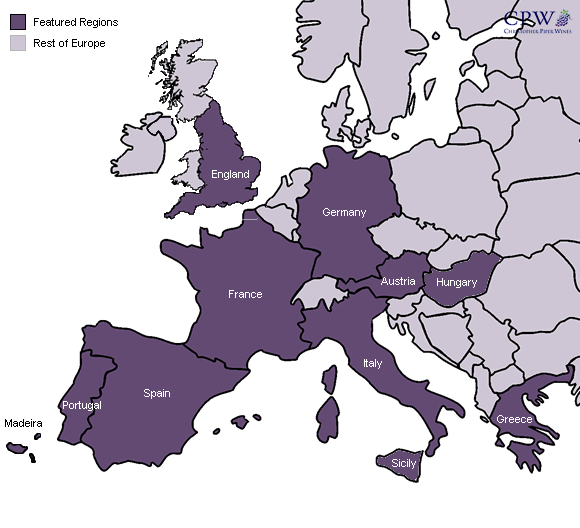 Featured Regions
Rest of Europe
CPW
CHRISTOPHER PIPER WINES
England
Germany
Austria
Hungary
France
Italy
Spain
Portugal
Madeira
Greece
Sicily